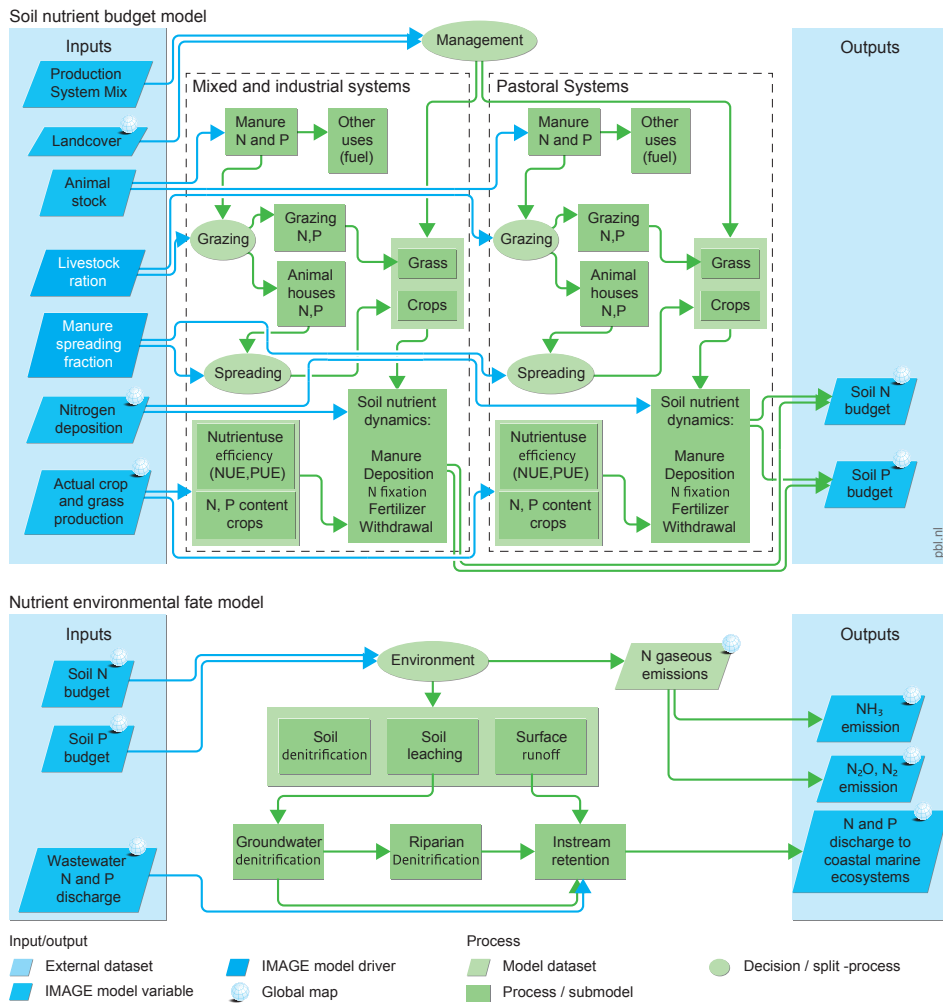 Soil nutrient budget model
Inputs
Management
Outputs
Production
System Mix
Mixed and industrial systems
Pastoral Systems
Landcover
Manure
N and P
Other
uses
(fuel)
Manure
N and P
Other
uses
(fuel)
Animal
stock
Grazing
Grazing
N,P
Grass
Grazing
Grazing
N,P
Grass
Livestock
ration
Animal
houses
N,P
Crops
Animal
houses
N,P
Crops
Manure
spreading
fraction
Spreading
Spreading
Nitrogen
deposition
Soil nutrient
dynamics:
Manure
Deposition
N fixation
Fertilizer
Withdrawal
Soil nutrient
dynamics:
Manure
Deposition
N fixation
Fertilizer
Withdrawal
Soil N
budget
Nutrientuse
efficiency
(NUE,PUE)
N, P content
crops
Nutrientuse
efficiency
(NUE,PUE)
N, P content
crops
Soil P
budget
Actual crop
and grass
production
pbl.nl
Nutrient environmental fate model
Inputs
Outputs
Soil N
budget
Environment
N gaseous
emissions
Soil P
budget
Soil
denitrification
Soil
leaching
Surface
runoff
NH₃
emission
N₂O, N₂
emission
Groundwater
denitrification
Riparian
Denitrification
Instream
retention
N and P
discharge to
coastal marine
ecosystems
Wastewater
N and P
discharge
Input/output
Process
External dataset
IMAGE model driver
Model dataset
Decision / split -process
IMAGE model variable
Global map
Process / submodel